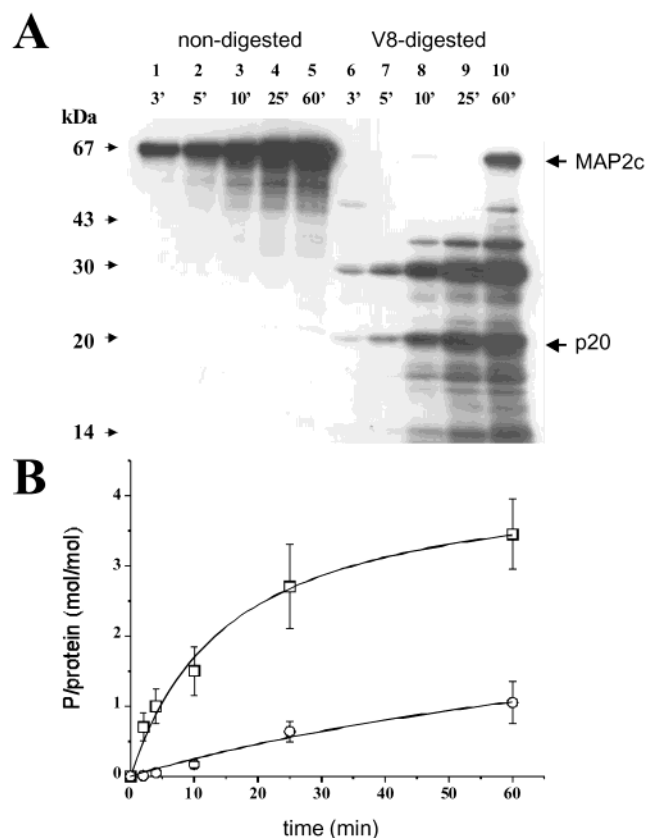 A
non-digested V8-digested
1 2 3 4 5 6 7 8 9 10
3' 5' 10' 25' 60' 3' 5' 10' 25' 60'
kDa
67 MAP2c
43
30
20 p20
14
B
4
3
2
1
0
P/protein (mol/mol)
0 10 20 30 40 50 60
time (min)